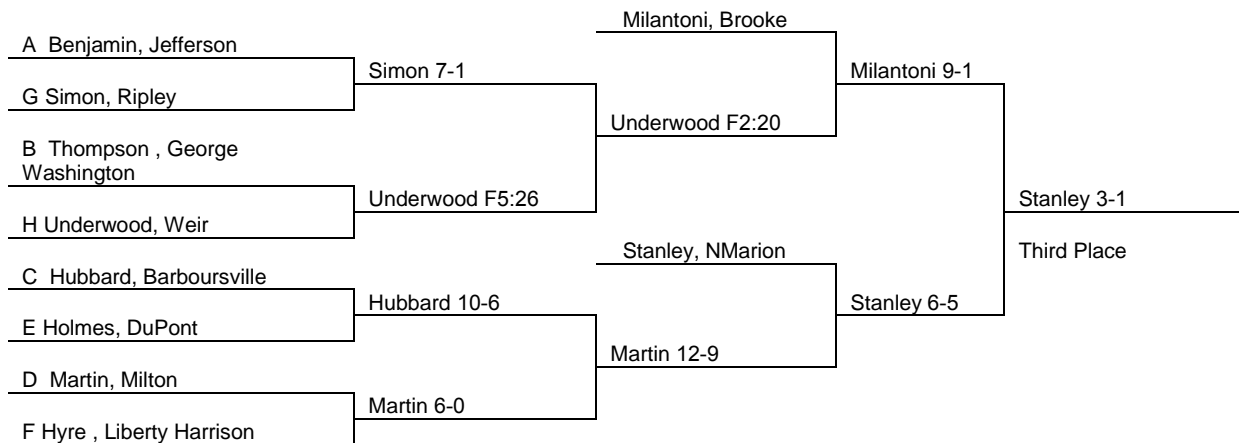 Milantoni, Brooke
A Benjamin, Jefferson
Simon 7-1
Milantoni 9-1
G Simon, Ripley
Underwood F2:20
B Thompson , George
Washington
Underwood F5:26
Stanley 3-1
H Underwood, Weir
Stanley, NMarion
Third Place
C Hubbard, Barboursville
Hubbard 10-6
Stanley 6-5
E Holmes, DuPont
Martin 12-9
D Martin, Milton
Martin 6-0
F Hyre , Liberty Harrison